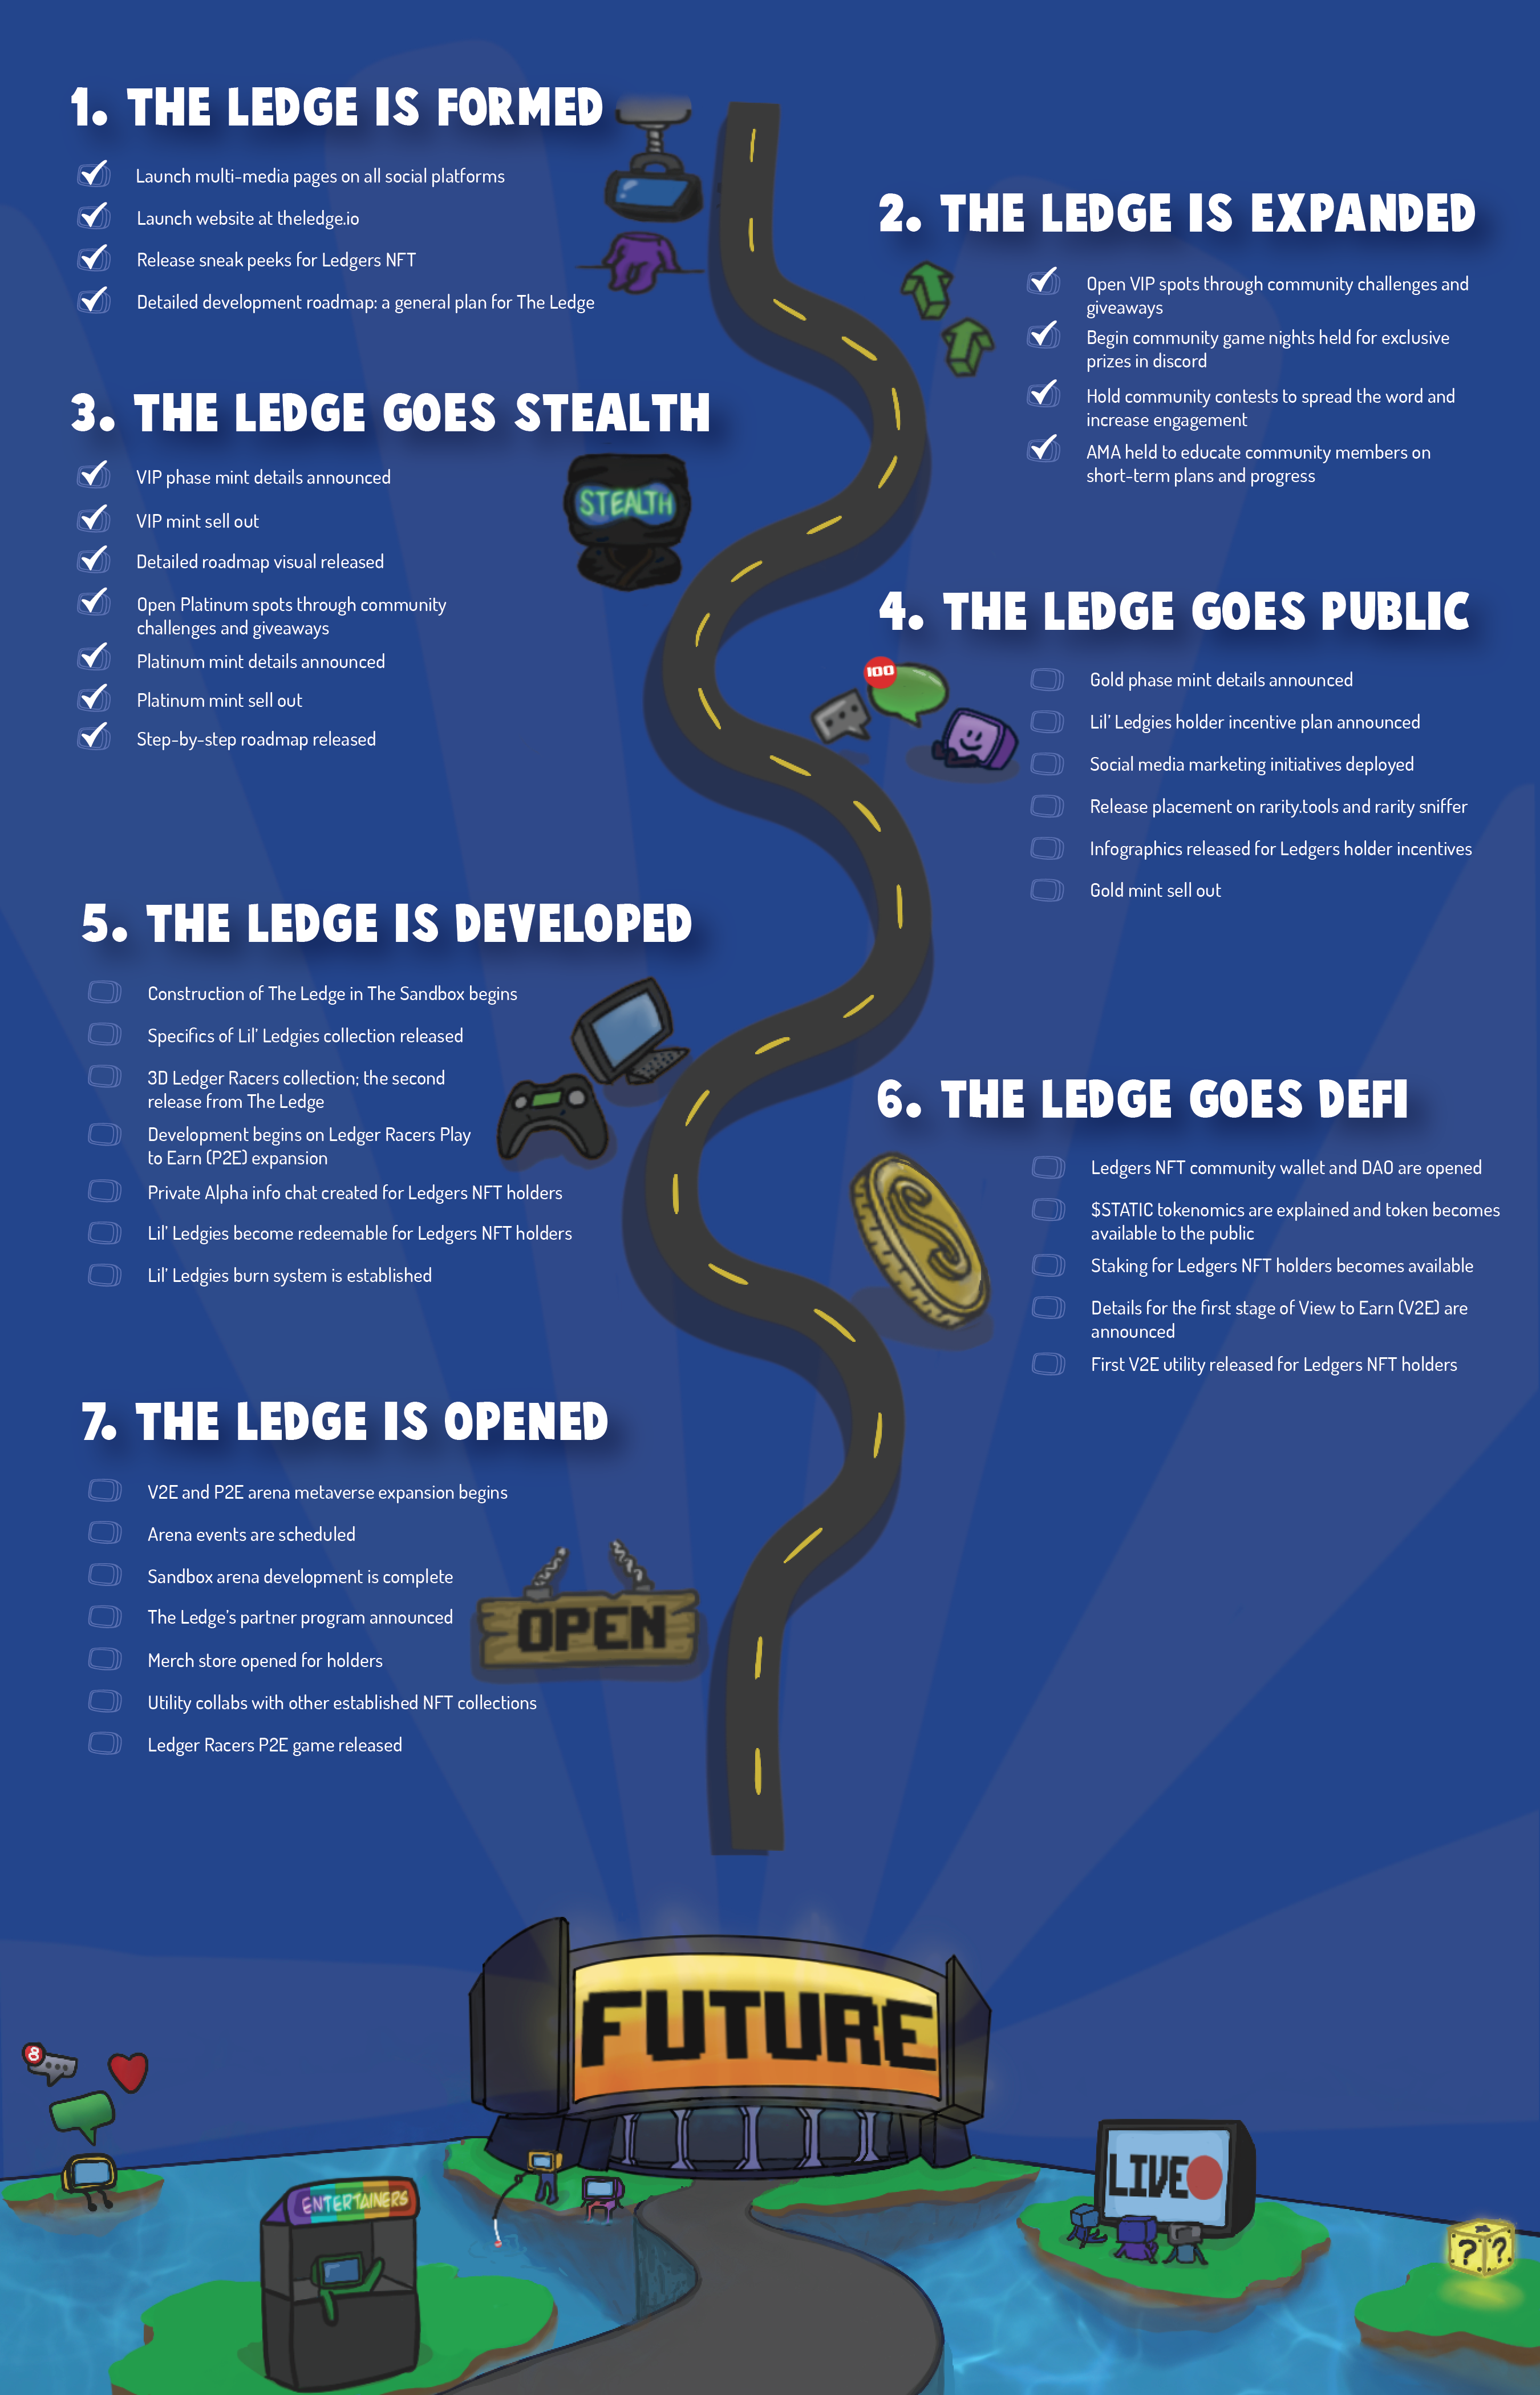 1. THE LEDGE IS FORMED
Launch multi-media pages on all social platforms
Launch website at theledge.io
Release sneak peeks for Ledgers NFT
Detailed development roadmap: a general plan for The Ledge
2. THE LEDGE IS EXPANDED
Open VIP spots through community challenges and
giveaways
Begin community game nights held for exclusive
prizes in discord
Hold community contests to spread the word and
increase engagement
AMA held to educate community members on
short-term plans and progress
3. THE LEDGE GOES STEALTH
VIP phase mint details announced
VIP mint sell out
Detailed roadmap visual released
Open Platinum spots through community
challenges and giveaways
Platinum mint details announced
Platinum mint sell out
Step-by-step roadmap released
STEALTH
4. THE LEDGE GOES PUBLIC
100
Gold phase mint details announced
Lil' Ledgies holder incentive plan announced
Social media marketing initiatives deployed
Release placement on rarity.tools and rarity sniffer
Infographics released for Ledgers holder incentives
Gold mint sell out
5. THE LEDGE IS DEVELOPED
Construction of The Ledge in The Sandbox begins
Specifics of Lil' Ledgies collection released
3D Ledger Racers collection; the second
release from The Ledge
Development begins on Ledger Racers Play
to Earn (P2E) expansion
Private Alpha info chat created for Ledgers NFT holders
Lil' Ledgies become redeemable for Ledgers NFT holders
Lil' Ledgies burn system is established
6. THE LEDGE GOES DEFI
Ledgers NFT community wallet and DAO are opened
$STATIC tokenomics are explained and token becomes
available to the public
Staking for Ledgers NFT holders becomes available
Details for the first stage of View to Earn (V2E) are
announced
First V2E utility released for Ledgers NFT holders
S
7. THE LEDGE IS OPENED
V2E and P2E arena metaverse expansion begins
Arena events are scheduled
Sandbox arena development is complete
The Ledge's partner program announced
Merch store opened for holders
Utility collabs with other established NFT collections
Ledger Racers P2E game released
OPEN
FUTURE
8
ENTERTAINERS
LIVE
? ?